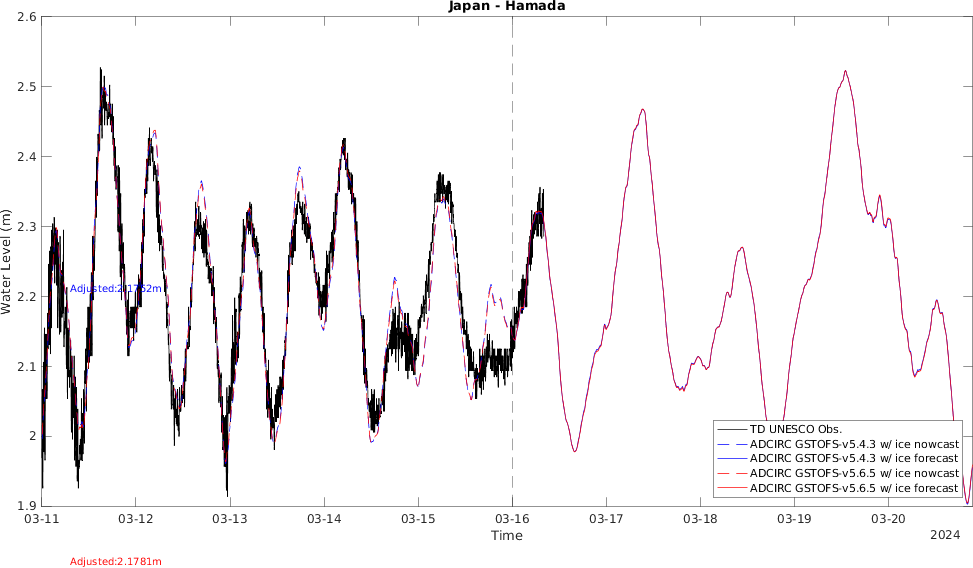 Japan - Hamada
2.6
2.5
2.4
2.3
2.2
2.1
2
1.9
Water Level (m)
Adjusted:2.1762m
TD UNESCO Obs.
ADCIRC GSTOFS-v5.4.3 w/ ice nowcast
ADCIRC GSTOFS-v5.4.3 w/ ice forecast
ADCIRC GSTOFS-v5.6.5 w/ ice nowcast
ADCIRC GSTOFS-v5.6.5 w/ ice forecast
03-11 03-12 03-13 03-14 03-15 03-16 03-17 03-18 03-19 03-20
Time
2024
Adjusted:2.1781m